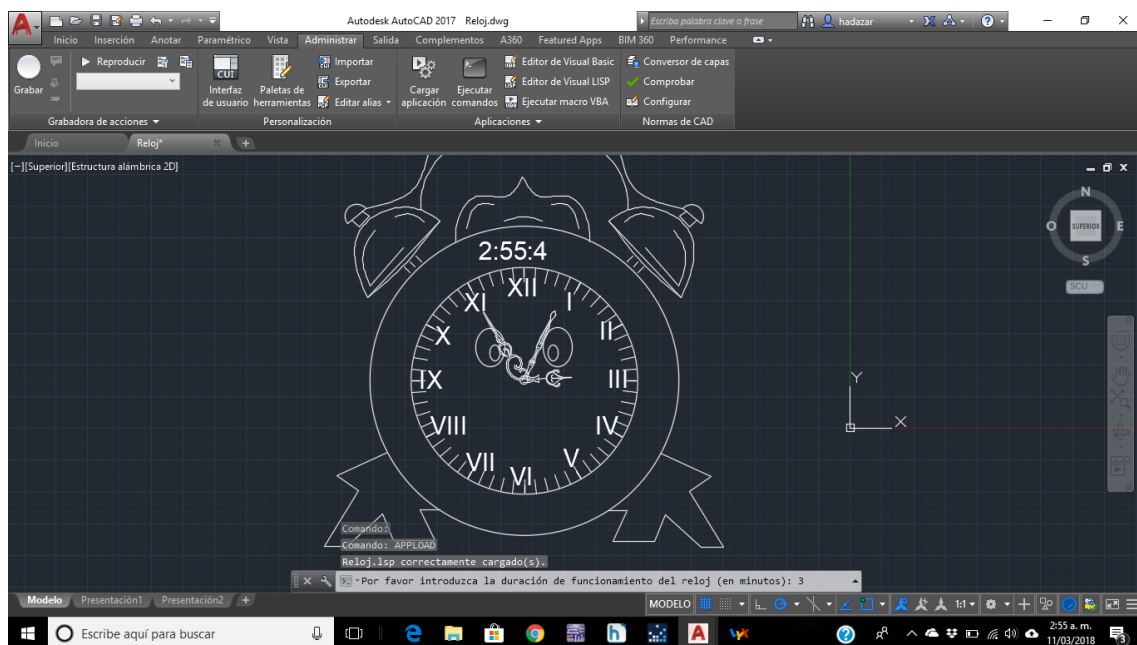 Autodesk AutoCAD 2017 Reloj.dwg
Escriba palabra clave o frase
hadazar
Inicio Inserción Anotar Paramétrico Vista Administrar Salida Complementos A360 Featured Apps BIM 360 Performance
Grabar
Reproducir
Grabadora de acciones
CUI
Interfaz
de usuario
Paletas de
herramientas
Importar
Exportar
Editar alias
Personalización
Cargar
aplicación
Ejecutar
comandos
Editor de Visual Basic
Editor de Visual LISP
Ejecutar macro VBA
Aplicaciones
Conversor de capas
Comprobar
Configurar
Normas de CAD
Inicio Reloj*
[−][Superior][Estructura alámbrica 2D]
N
O SUPERIOR E
S
SCU
2:55:4
XII
I
II
III
IV
V
VI
VII
VIII
IX
X
XI
Y
X
Comando:
Comando: APPLOAD
Reloj.lsp correctamente cargado(s).
Por favor introduzca la duración de funcionamiento del reloj (en minutos): 3
Modelo Presentación1 Presentación2 +
MODELO 1:1
Escribe aquí para buscar
2:55 a. m.
11/03/2018